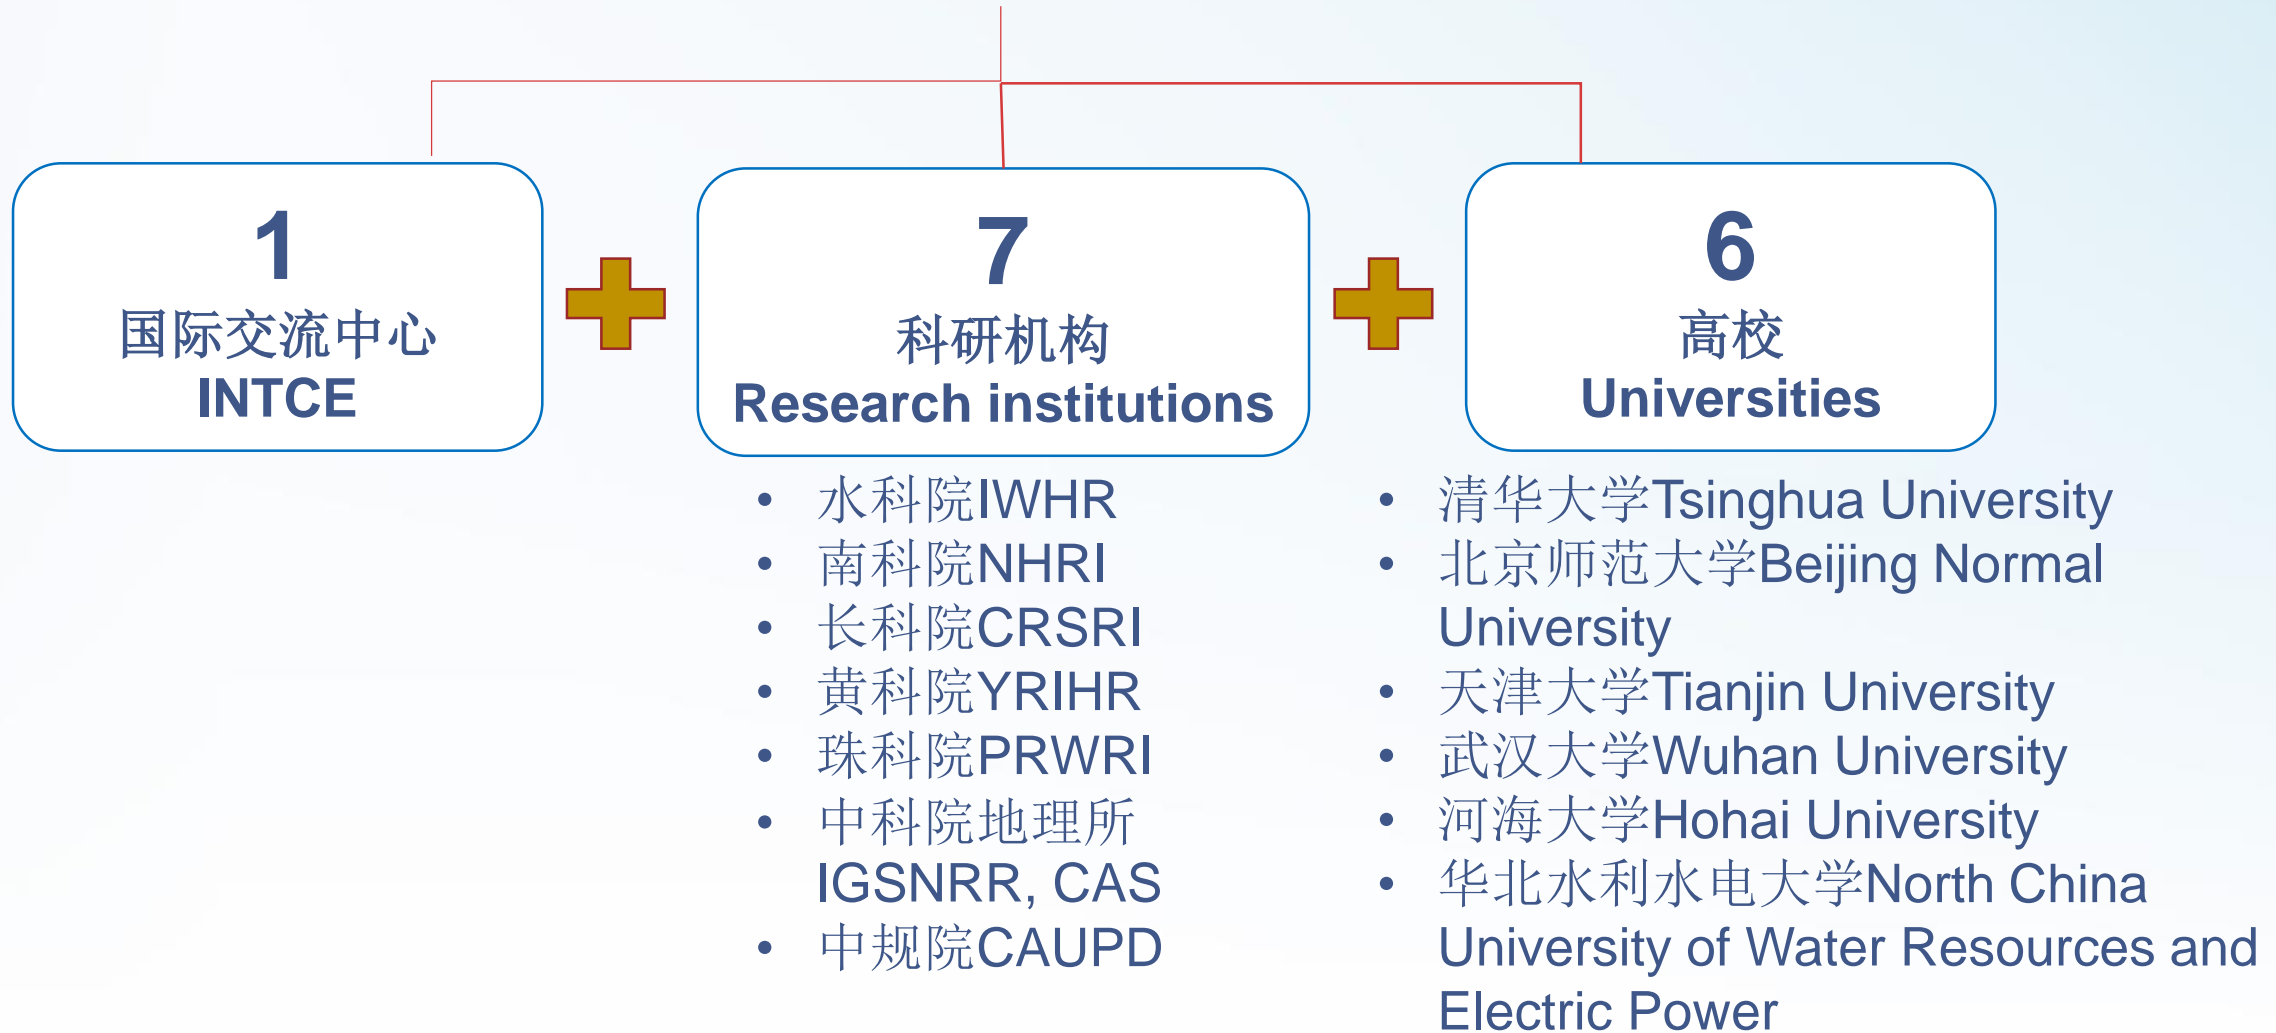 1
国际交流中心
INTCE
7
科研机构
Research institutions
6
高校
Universities
• 水科院IWHR
• 南科院NHRI
• 长科院CRSRI
• 黄科院YRIHR
• 珠科院PRWRI
• 中科院地理所
IGSNRR, CAS
• 中规院CAUPD
• 清华大学Tsinghua University
• 北京师范大学Beijing Normal
University
• 天津大学Tianjin University
• 武汉大学Wuhan University
• 河海大学Hohai University
• 华北水利水电大学North China
University of Water Resources and
Electric Power